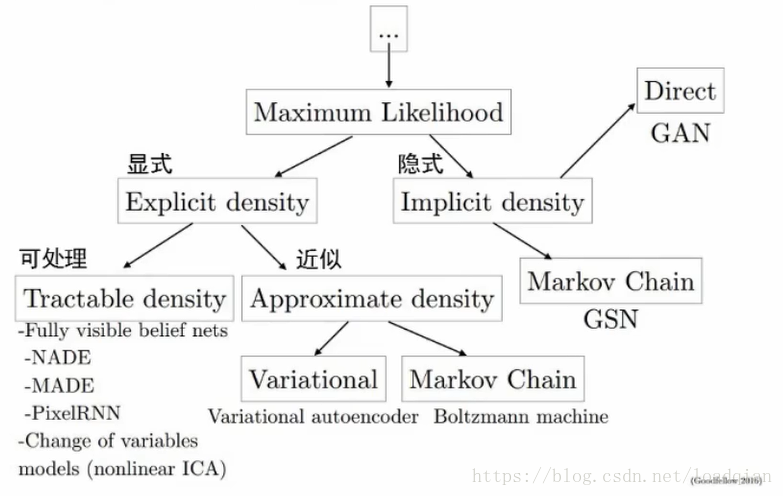 ...
Maximum Likelihood
Direct
GAN
显式
隐式
Explicit density
Implicit density
可处理
近似
Tractable density
Approximate density
Markov Chain
GSN
-Fully visible belief nets
-NADE
-MADE
-PixelRNN
-Change of variables
models (nonlinear ICA)
Variational
Markov Chain
Variational autoencoder
Boltzmann machine
https://blog.csdn.net/loadqian
(Goodfellow 2016)